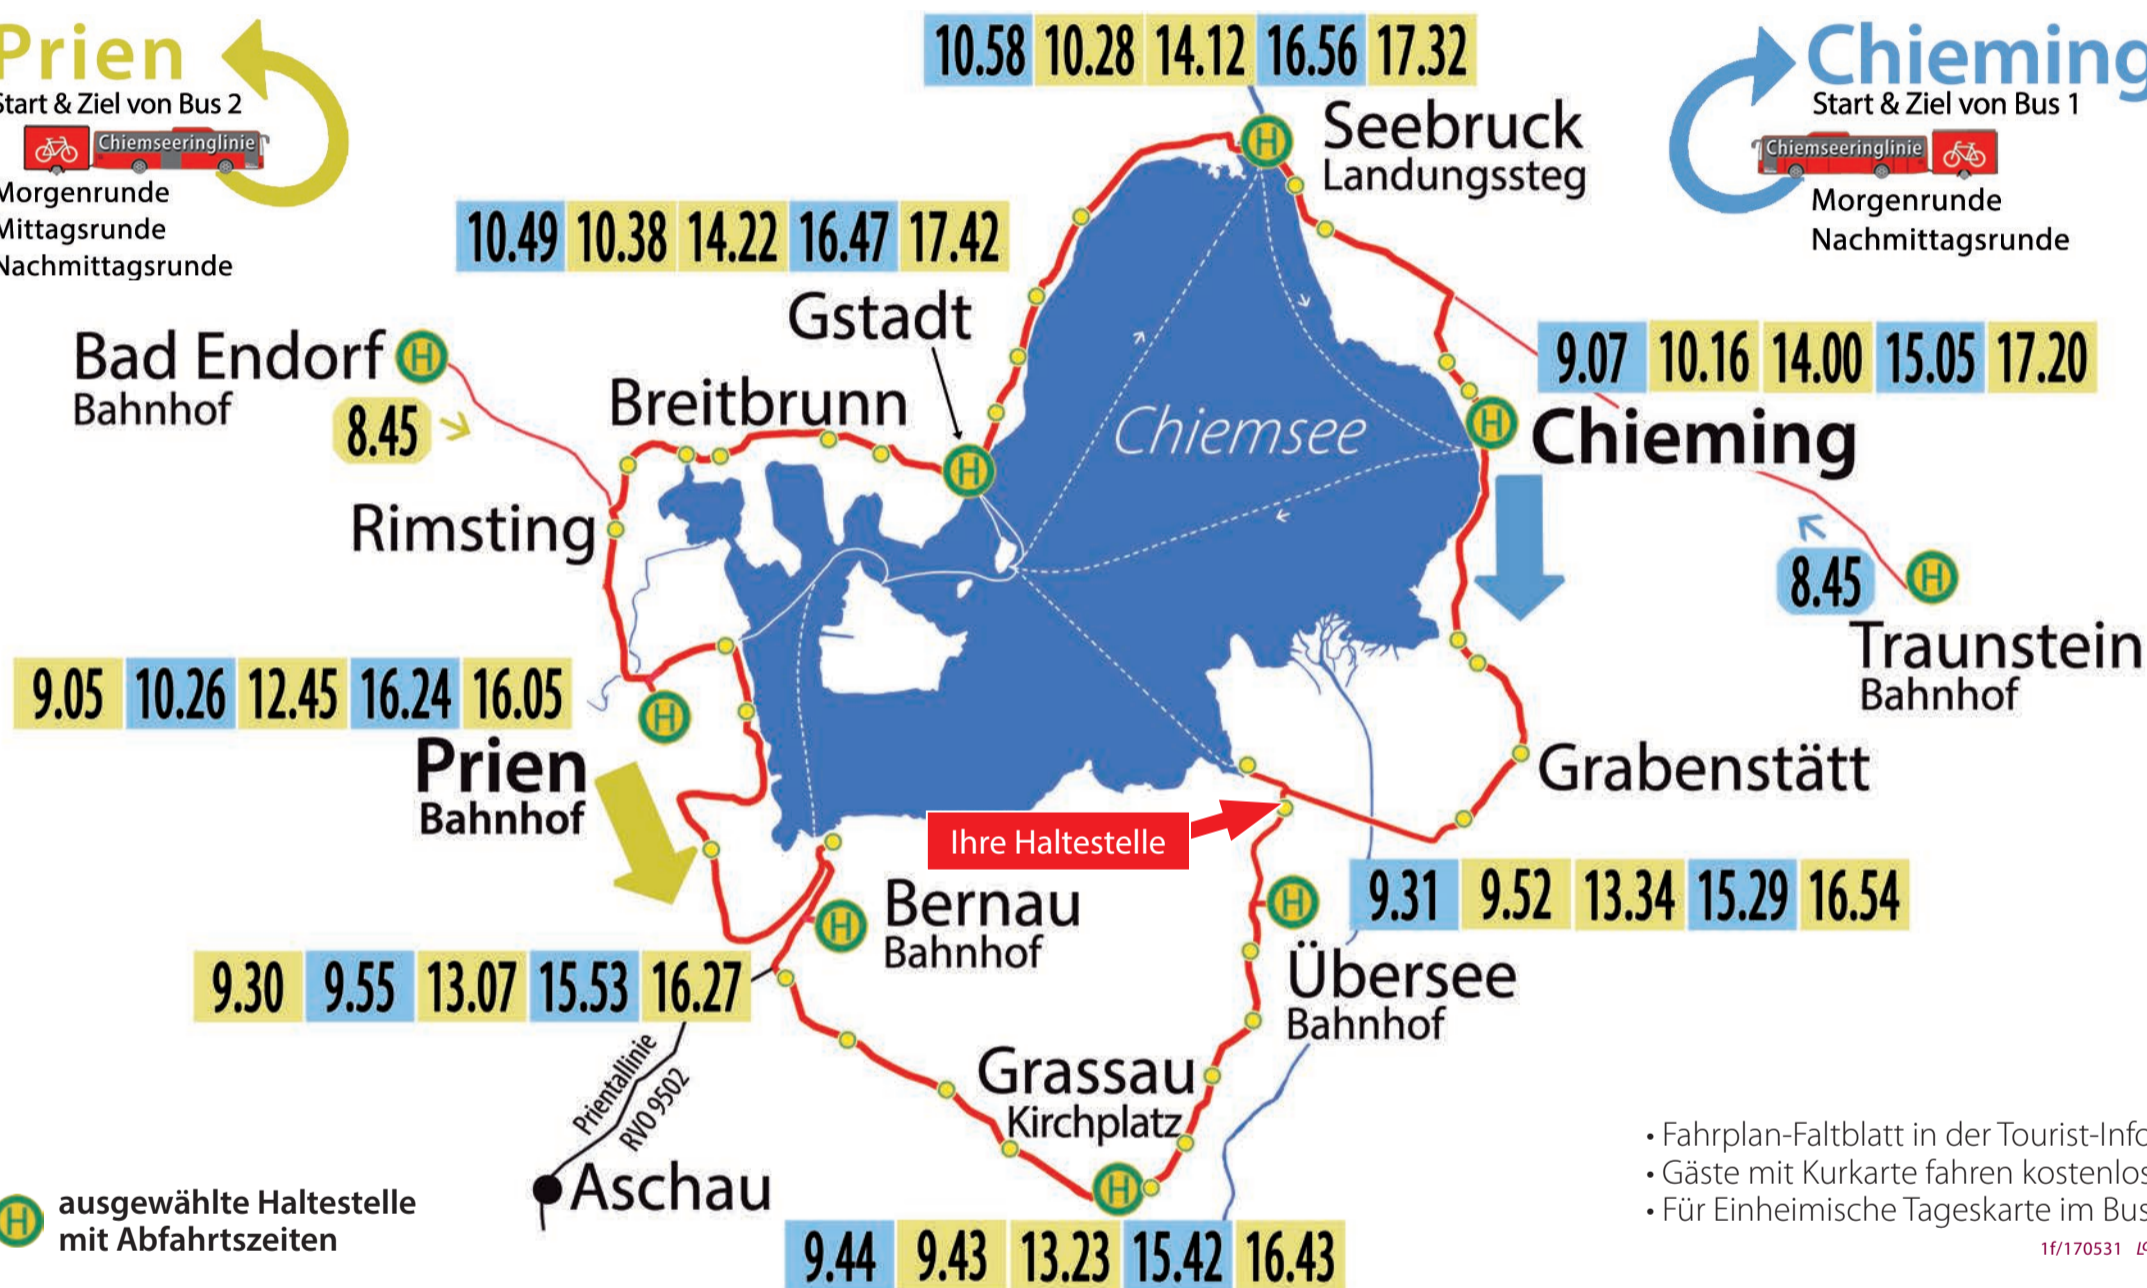 Prien
Start & Ziel von Bus 2
Chiemseeringlinie
Morgenrunde
Mittagsrunde
Nachmittagsrunde
10.58 10.28 14.12 16.56 17.32
Seebruck
Landungssteg
Chieming
Start & Ziel von Bus 1
Chiemseeringlinie
Morgenrunde
Nachmittagsrunde
10.49 10.38 14.22 16.47 17.42
Gstadt
Bad Endorf H
Bahnhof
8.45
Breitbrunn
H
H
Chiemsee
9.07 10.16 14.00 15.05 17.20
H Chieming
Rimsting
8.45 H
Traunstein
Bahnhof
9.05 10.26 12.45 16.24 16.05
H
Prien
Bahnhof
Grabenstätt
Ihre Haltestelle
H Bernau
Bahnhof
H 9.31 9.52 13.34 15.29 16.54
Übersee
Bahnhof
9.30 9.55 13.07 15.53 16.27
Prientallinie
RVO 9502
Aschau
Grassau
Kirchplatz
H
9.44 9.43 13.23 15.42 16.43
H ausgewählte Haltestelle
mit Abfahrtszeiten
• Fahrplan-Faltblatt in der Tourist-Info
• Gäste mit Kurkarte fahren kostenlos
• Für Einheimische Tageskarte im Bus
1f/170531